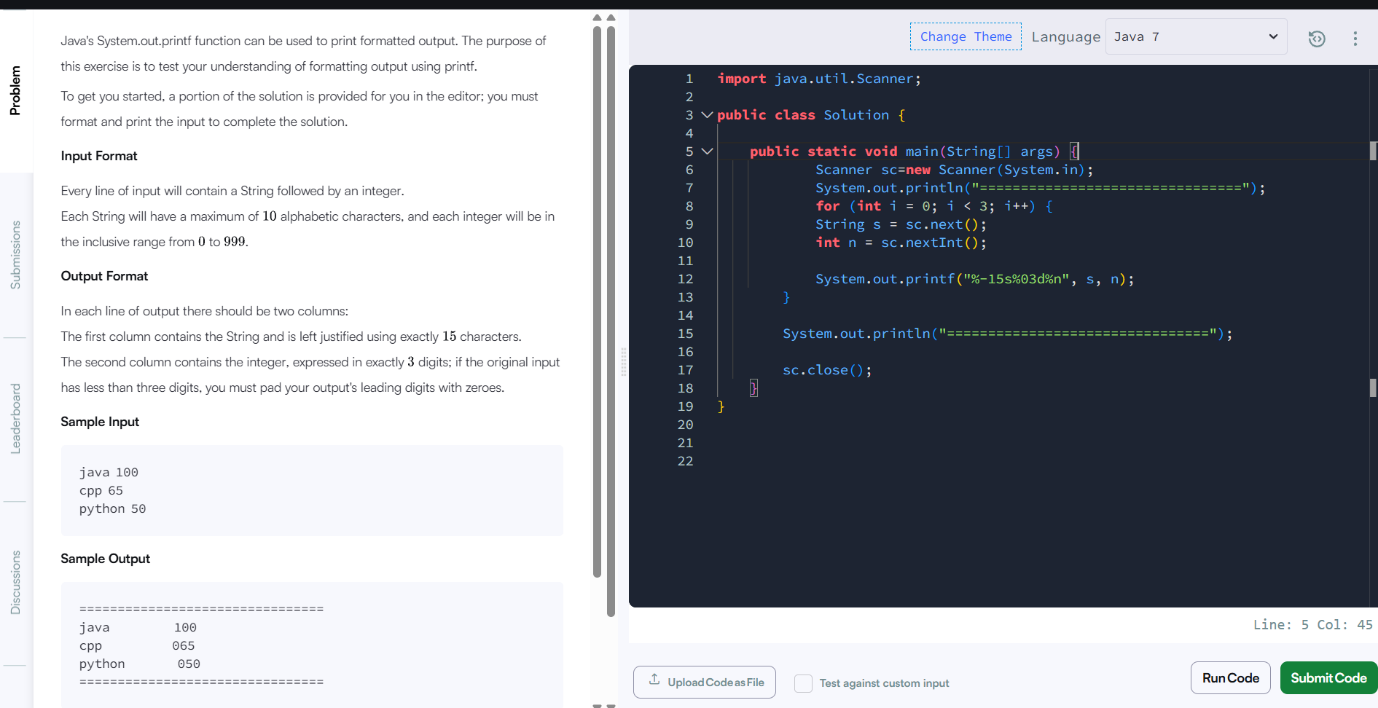 Problem
Submissions
Leaderboard
Discussions
Java's System.out.printf function can be used to print formatted output. The purpose of
this exercise is to test your understanding of formatting output using printf.
To get you started, a portion of the solution is provided for you in the editor; you must
format and print the input to complete the solution.
Input Format
Every line of input will contain a String followed by an integer.
Each String will have a maximum of 10 alphabetic characters, and each integer will be in
the inclusive range from 0 to 999.
Output Format
In each line of output there should be two columns:
The first column contains the String and is left justified using exactly 15 characters.
The second column contains the integer, expressed in exactly 3 digits; if the original input
has less than three digits, you must pad your output's leading digits with zeroes.
Sample Input
java 100
cpp 65
python 50
Sample Output
================================
java           100
cpp            065
python         050
================================
Change Theme Language Java 7
1 import java.util.Scanner;
2
3 public class Solution {
4
5     public static void main(String[] args) {
6             Scanner sc=new Scanner(System.in);
7             System.out.println("================================");
8             for (int i = 0; i < 3; i++) {
9             String s = sc.next();
10             int n = sc.nextInt();
11
12             System.out.printf("%-15s%03d%n", s, n);
13         }
14
15         System.out.println("================================");
16
17         sc.close();
18     }
19 }
20
21
22
Line: 5 Col: 45
Upload Code as File
Test against custom input
Run Code
Submit Code